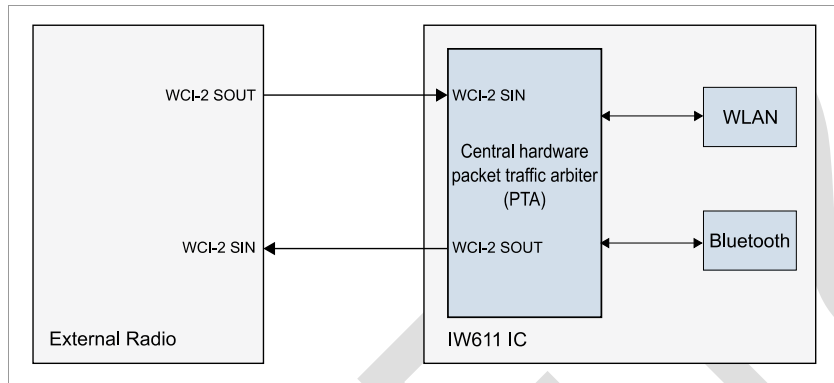 WCI-2 SOUT
WCI-2 SIN
WLAN
Central hardware
packet traffic arbiter
(PTA)
WCI-2 SIN
WCI-2 SOUT
Bluetooth
External Radio
IW611 IC